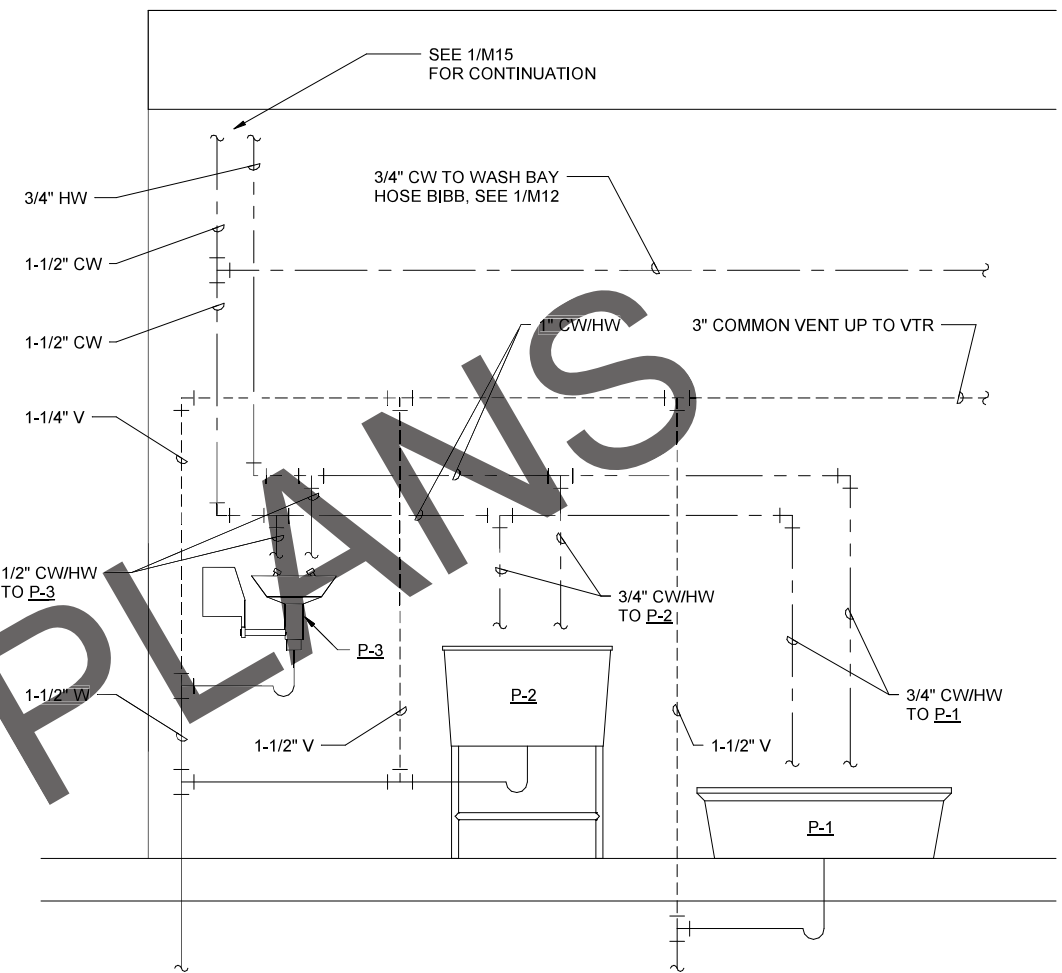 SEE 1/M15
FOR CONTINUATION
3/4" HW
3/4" CW TO WASH BAY
HOSE BIBB, SEE 1/M12
1-1/2" CW
1-1/2" CW
1" CW/HW
3" COMMON VENT UP TO VTR
1-1/4" V
1/2" CW/HW
TO P-3
3/4" CW/HW
TO P-2
P-3
1-1/2" W
P-2
3/4" CW/HW
TO P-1
1-1/2" V
1-1/2" V
P-1
PLANS